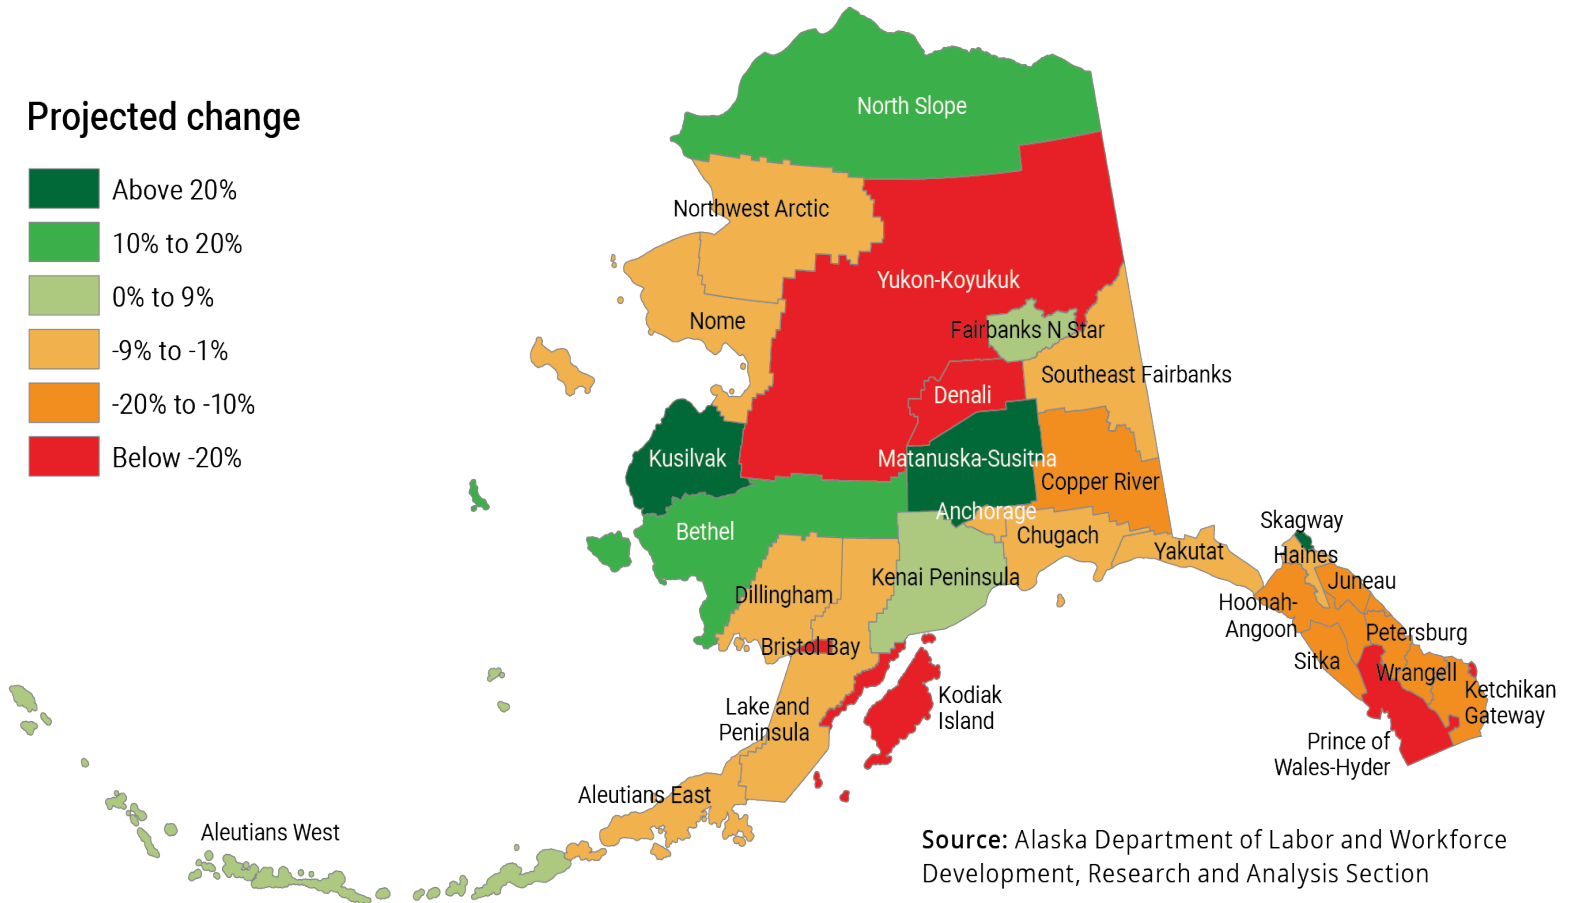 Projected change
Above 20%
10% to 20%
0% to 9%
-9% to -1%
-20% to -10%
Below -20%
North Slope
Northwest Arctic
Yukon-Koyukuk
Nome
Fairbanks N Star
Southeast Fairbanks
Denali
Kusilvak
Matanuska-Susitna
Copper River
Anchorage
Bethel
Chugach
Skagway
Yakutat
Haines
Kenai Peninsula
Juneau
Dillingham
Hoonah-
Angoon
Petersburg
Bristol Bay
Sitka
Wrangell
Ketchikan
Gateway
Kodiak
Island
Lake and
Peninsula
Prince of
Wales-Hyder
Aleutians East
Aleutians West
Source: Alaska Department of Labor and Workforce
Development, Research and Analysis Section